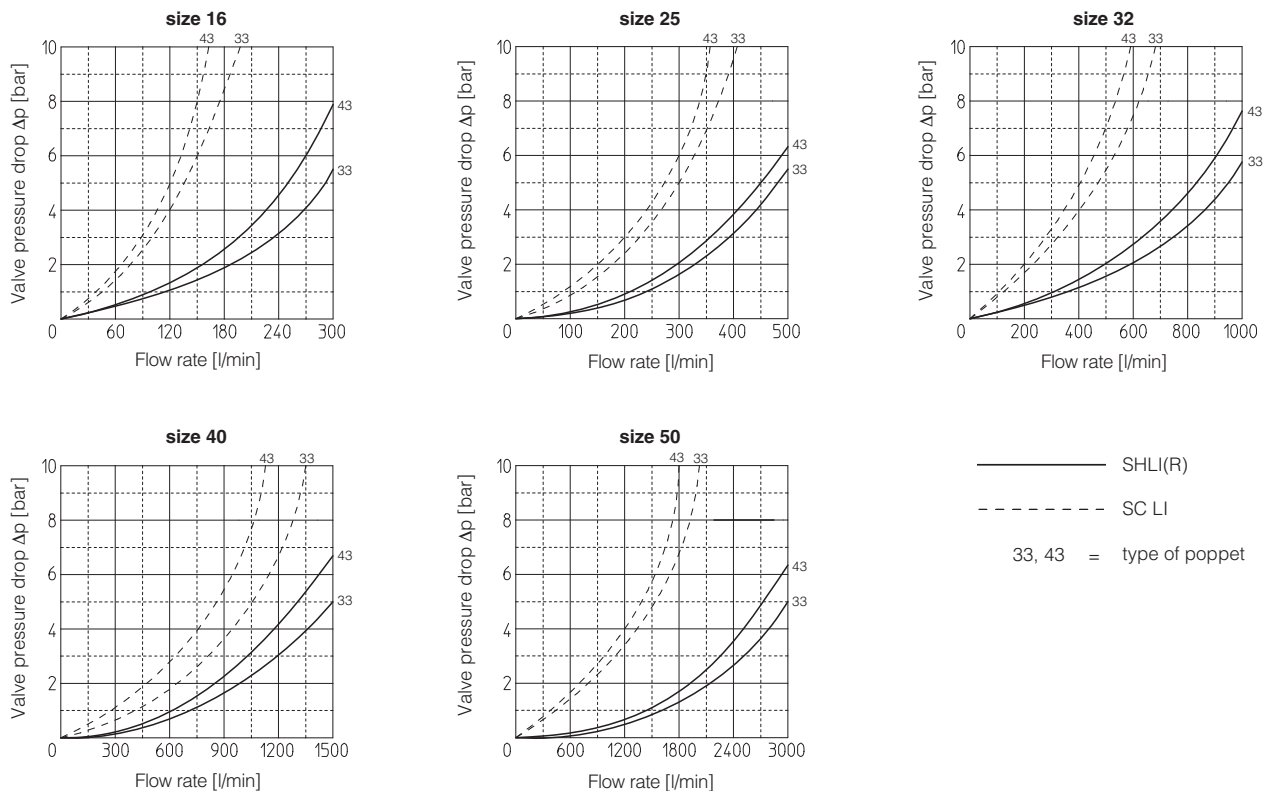 size 16
43 33
10
8
6
4
2
0
60 120 180 240 300
43
33
Valve pressure drop Δp [bar]
Flow rate [l/min]
size 25
43 33
10
8
6
4
2
0
100 200 300 400 500
43
33
Valve pressure drop Δp [bar]
Flow rate [l/min]
size 32
43 33
10
8
6
4
2
0
200 400 600 800 1000
43
33
Valve pressure drop Δp [bar]
Flow rate [l/min]
size 40
43 33
10
8
6
4
2
0
300 600 900 1200 1500
43
33
Valve pressure drop Δp [bar]
Flow rate [l/min]
size 50
43 33
10
8
6
4
2
0
600 1200 1800 2400 3000
43
33
Valve pressure drop Δp [bar]
Flow rate [l/min]
SHLI(R)
SC LI
33, 43 = type of poppet